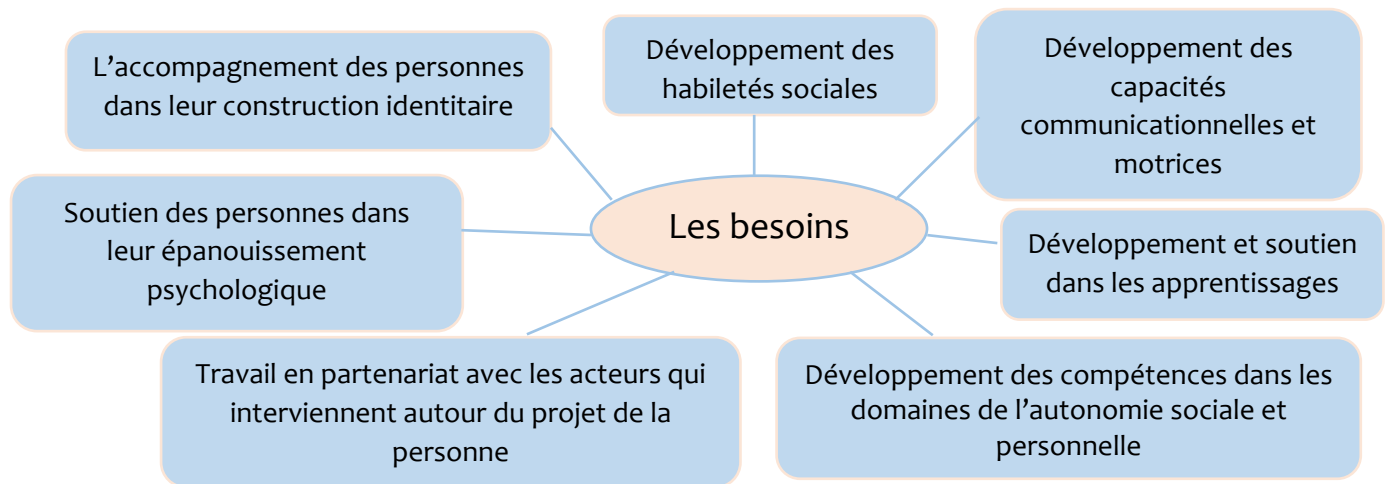 L’accompagnement des personnes
dans leur construction identitaire
Développement des
habiletés sociales
Développement des
capacités
communicationnelles et
motrices
Soutien des personnes dans
leur épanouissement
psychologique
Les besoins
Développement et soutien
dans les apprentissages
Travail en partenariat avec les acteurs qui
interviennent autour du projet de la
personne
Développement des compétences dans les
domaines de l’autonomie sociale et
personnelle